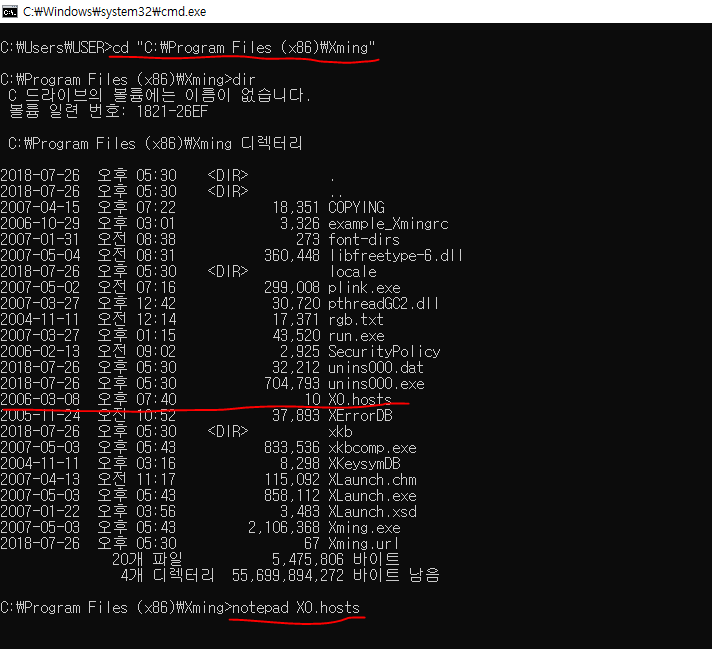 C:₩Windows₩system32₩cmd.exe
C:₩Users₩USER>cd "C:₩Program Files (x86)₩Xming"
C:₩Program Files (x86)₩Xming>dir
C 드라이브의 볼륨에는 이름이 없습니다.
볼륨 일련 번호: 1821-26EF
C:₩Program Files (x86)₩Xming 디렉터리
2018-07-26 오후 05:30 <DIR> .
2018-07-26 오후 05:30 <DIR> ..
2007-04-15 오후 07:22 18,351 COPYING
2006-10-29 오후 03:01 3,326 example_Xmingrc
2007-01-31 오전 08:38 273 font-dirs
2007-05-04 오전 08:31 360,448 libfreetype-6.dll
2018-07-26 오후 05:30 <DIR> locale
2007-05-02 오전 07:16 299,008 plink.exe
2007-03-27 오후 12:42 30,720 pthreadGC2.dll
2004-11-11 오전 12:14 17,371 rgb.txt
2007-03-27 오후 01:15 43,520 run.exe
2006-02-13 오전 09:02 2,925 SecurityPolicy
2018-07-26 오후 05:30 32,212 unins000.dat
2018-07-26 오후 05:30 704,793 unins000.exe
2006-03-08 오후 07:40 10 X0.hosts
2005-11-24 오전 10:52 37,893 XErrorDB
2018-07-26 오후 05:30 <DIR> xkb
2007-05-03 오후 05:43 833,536 xkbcomp.exe
2004-11-11 오후 03:16 8,298 XKeysymDB
2007-04-13 오전 11:17 115,092 XLaunch.chm
2007-05-03 오후 05:43 858,112 XLaunch.exe
2007-01-22 오후 03:56 3,483 XLaunch.xsd
2007-05-03 오후 05:43 2,106,368 Xming.exe
2018-07-26 오후 05:30 67 Xming.url
20개 파일 5,475,806 바이트
4개 디렉터리 55,699,894,272 바이트 남음
C:₩Program Files (x86)₩Xming>notepad X0.hosts